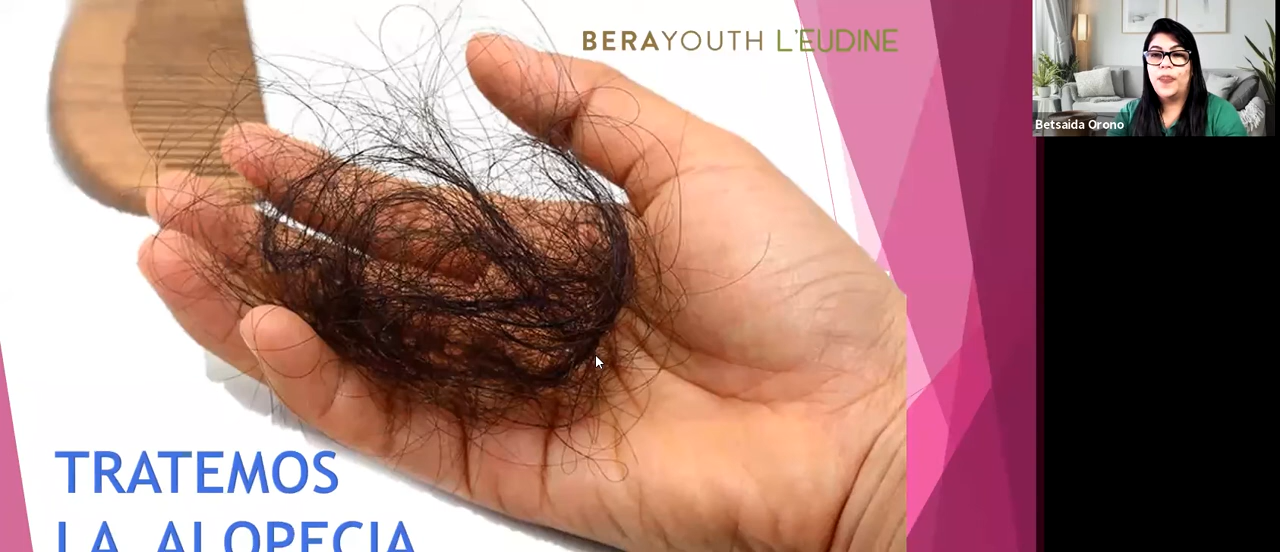 BERAYOUTH L'EUDINE
Betsaida Orono
TRATEMOS
LA ALOPECIA